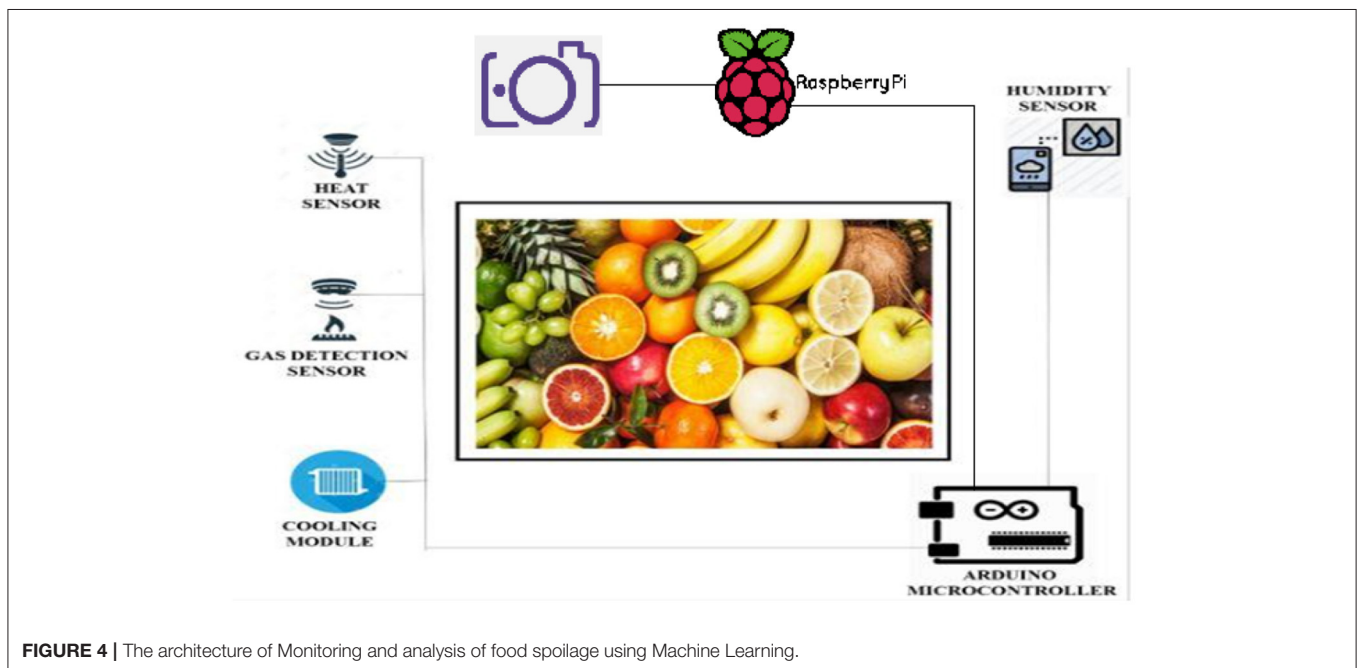 RaspberryPi
HUMIDITY
SENSOR
HEAT
SENSOR
GAS DETECTION
SENSOR
COOLING
MODULE
ARDUINO
MICROCONTROLLER
FIGURE 4 | The architecture of Monitoring and analysis of food spoilage using Machine Learning.